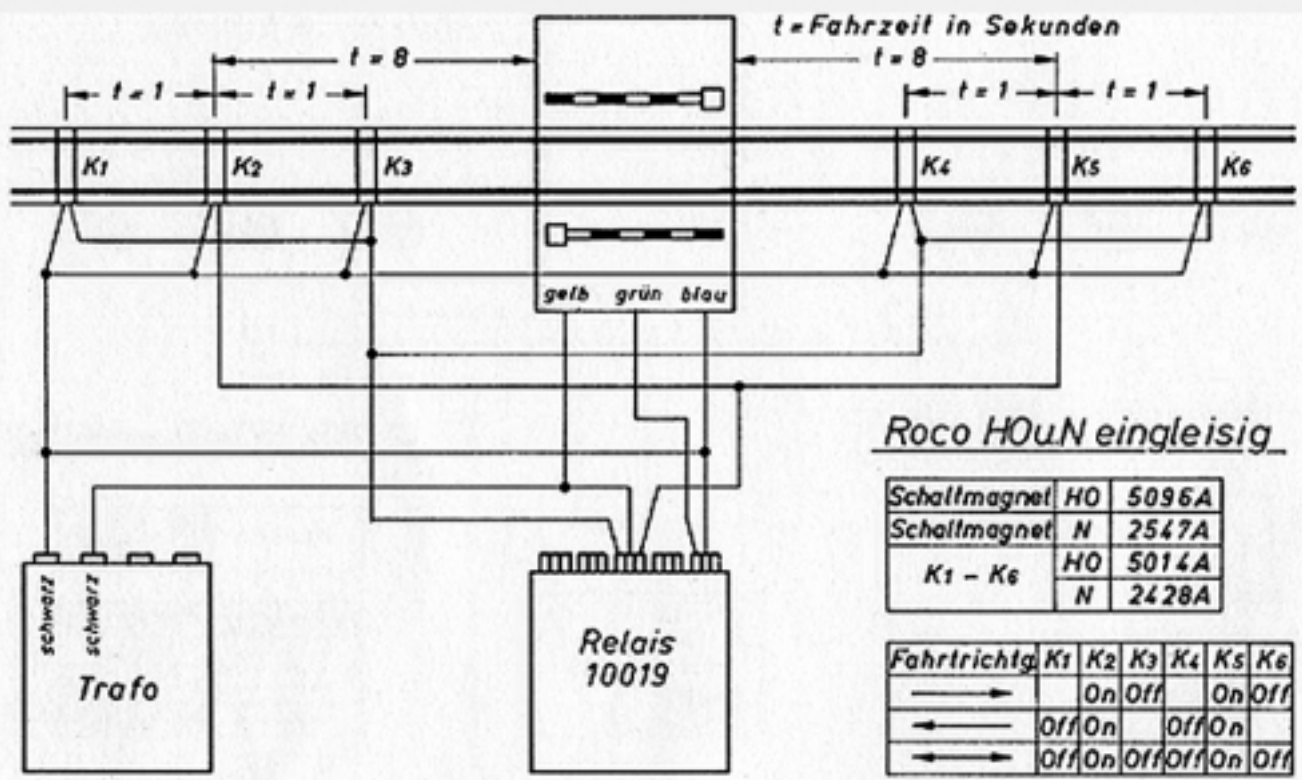 t = Fahrzeit in Sekunden
t = 8
t = 8
t = 1
t = 1
t = 1
t = 1
K1
K2
K3
K4
K5
K6
gelb grün blau
Roco HOu.N eingleisig
Schaltmagnet HO 5096A
Schaltmagnet N 2547A
K1 - K6 HO 5014A
N 2428A
schwarz
schwarz
Trafo
Relais
10019
Fahrtrichtg. K1 K2 K3 K4 K5 K6
On Off On Off
Off On Off On
Off On Off Off On Off